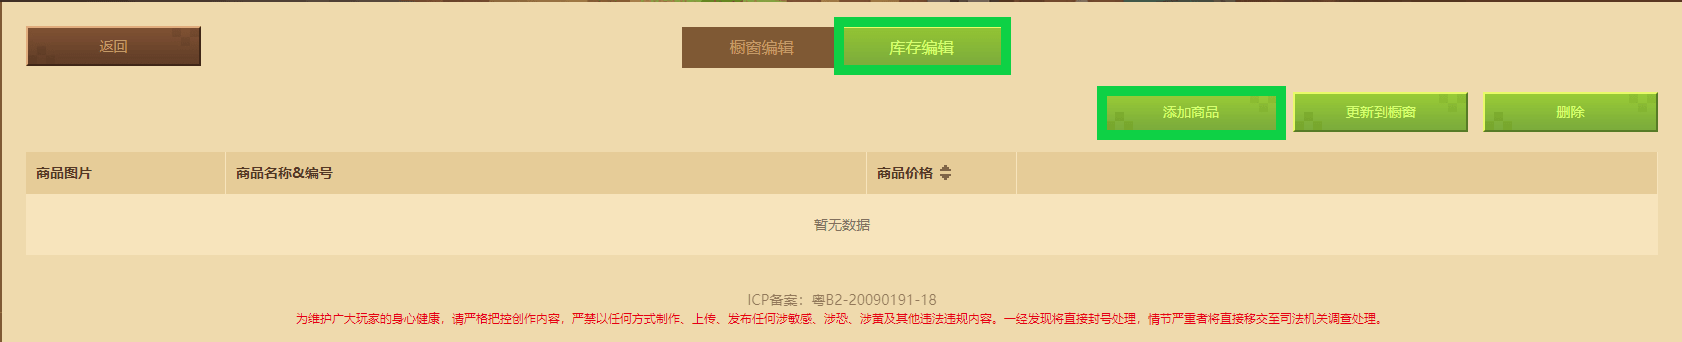 返回
橱窗编辑
库存编辑
添加商品
更新到橱窗
删除
商品图片
商品名称&编号
商品价格
暂无数据
ICP备案：粤B2-20090191-18
为维护广大玩家的身心健康，请严格把控创作内容，严禁以任何方式制作、上传、发布任何涉敏感、涉恐、涉黄及其他违法违规内容。一经发现将直接封号处理，情节严重者将直接移交至司法机关调查处理。